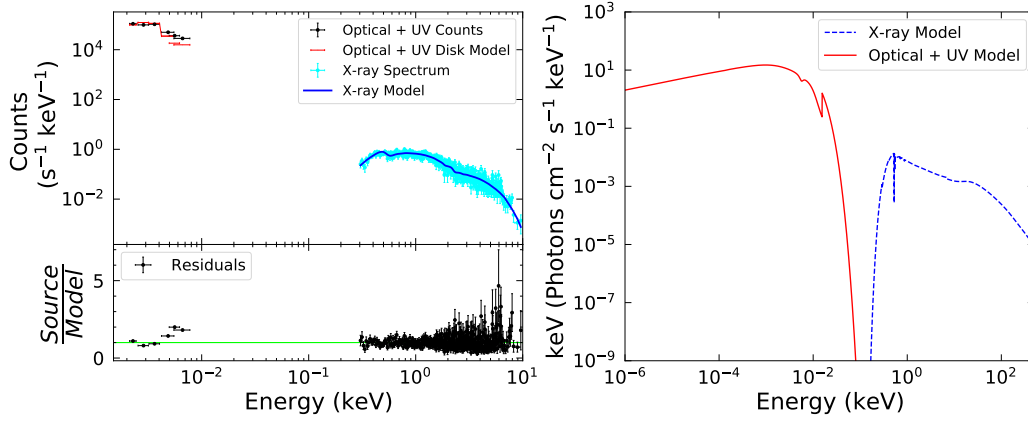 10⁴
10²
10⁰
10⁻²
Counts
(s⁻¹ keV⁻¹)
Optical + UV Counts
Optical + UV Disk Model
X-ray Spectrum
X-ray Model
Residuals
5
0
Source
Model
10⁻²
10⁻¹
10⁰
10¹
Energy (keV)
10³
10¹
10⁻¹
10⁻³
10⁻⁵
10⁻⁷
10⁻⁹
keV (Photons cm⁻² s⁻¹ keV⁻¹)
X-ray Model
Optical + UV Model
10⁻⁶
10⁻⁴
10⁻²
10⁰
10²
Energy (keV)